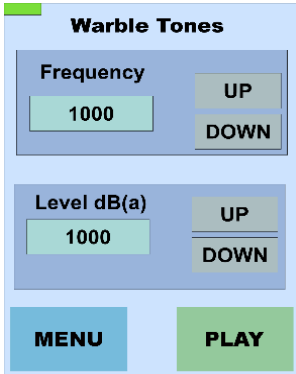 Warble Tones
Frequency
1000
UP
DOWN
Level dB(a)
1000
UP
DOWN
MENU
PLAY